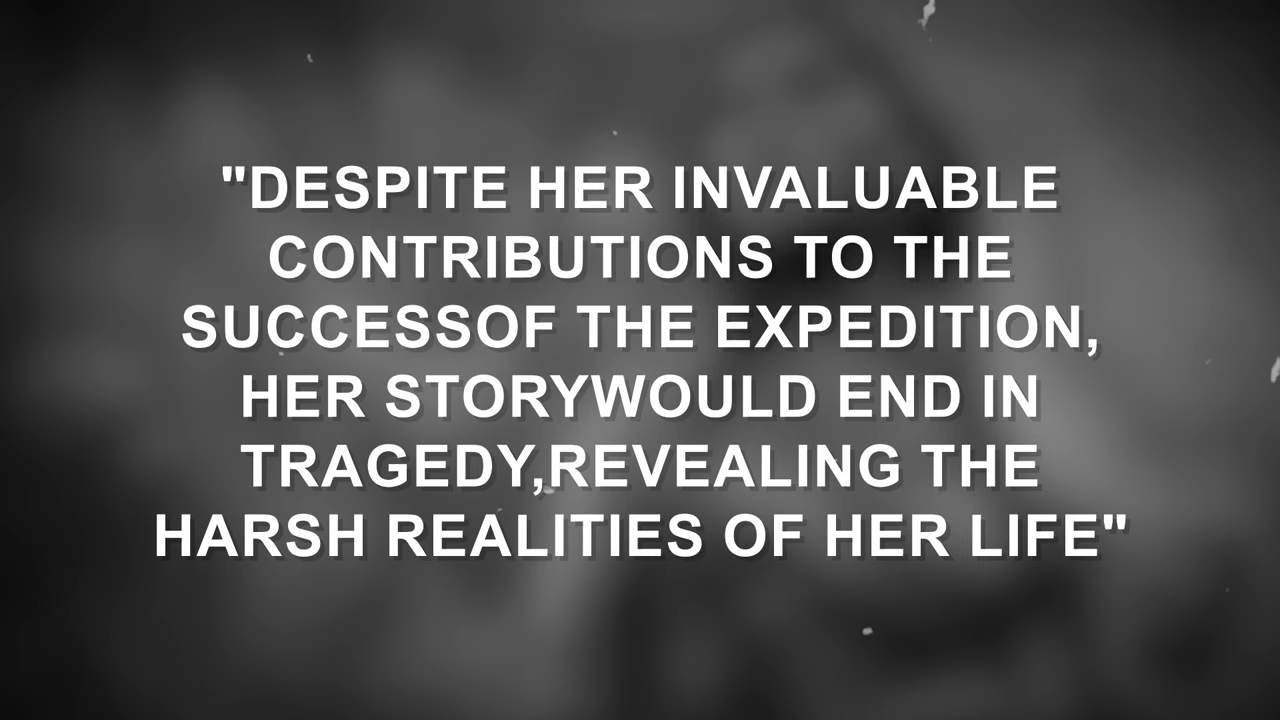 "DESPITE HER INVALUABLE
CONTRIBUTIONS TO THE
SUCCESSOF THE EXPEDITION,
HER STORYWOULD END IN
TRAGEDY,REVEALING THE
HARSH REALITIES OF HER LIFE"